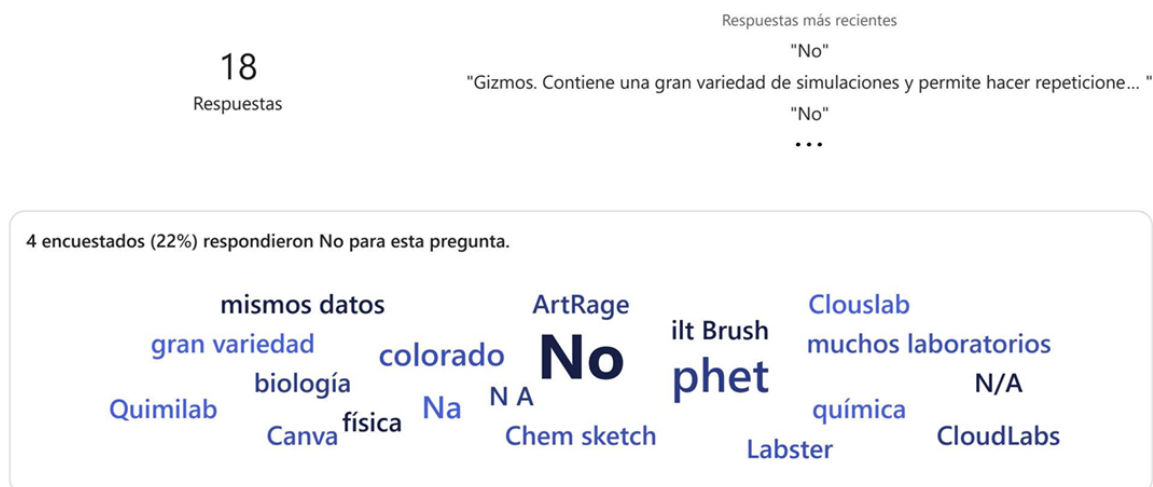 18
Respuestas
Respuestas más recientes
"No"
"Gizmos. Contiene una gran variedad de simulaciones y permite hacer repeticione... "
"No"
...
4 encuestados (22%) respondieron No para esta pregunta.
mismos datos
ArtRage
Clouslab
gran variedad
colorado
No
ilt Brush
muchos laboratorios
biología
phet
N/A
Quimilab
física
Na
N A
química
Canva
Chem sketch
Labster
CloudLabs